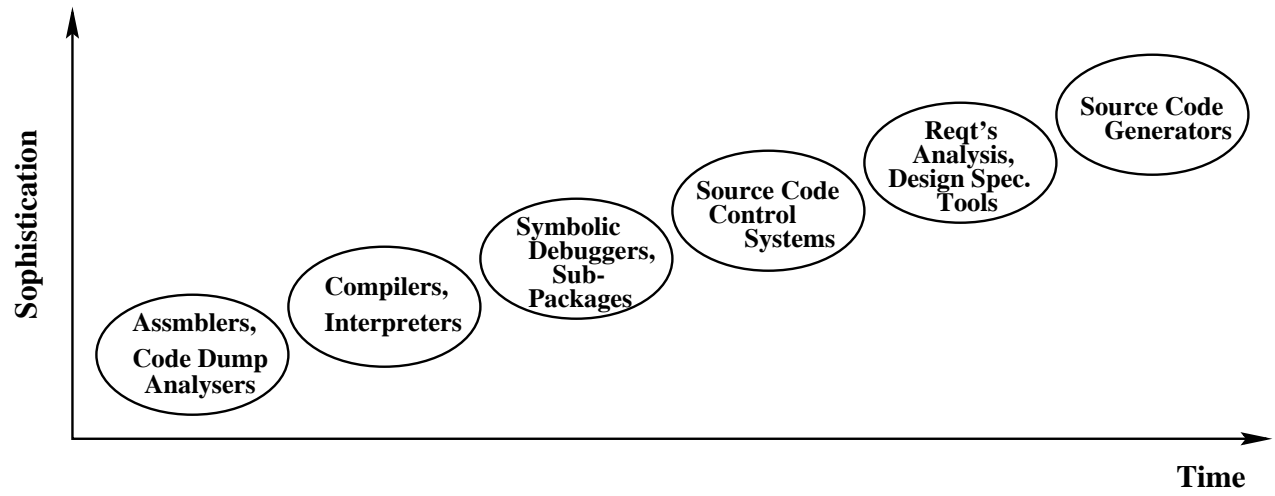 Sophistication
Assmblers,
Code Dump
Analysers
Compilers,
Interpreters
Symbolic
Debuggers,
Sub-
Packages
Source Code
Control
Systems
Reqt's
Analysis,
Design Spec.
Tools
Source Code
Generators
Time